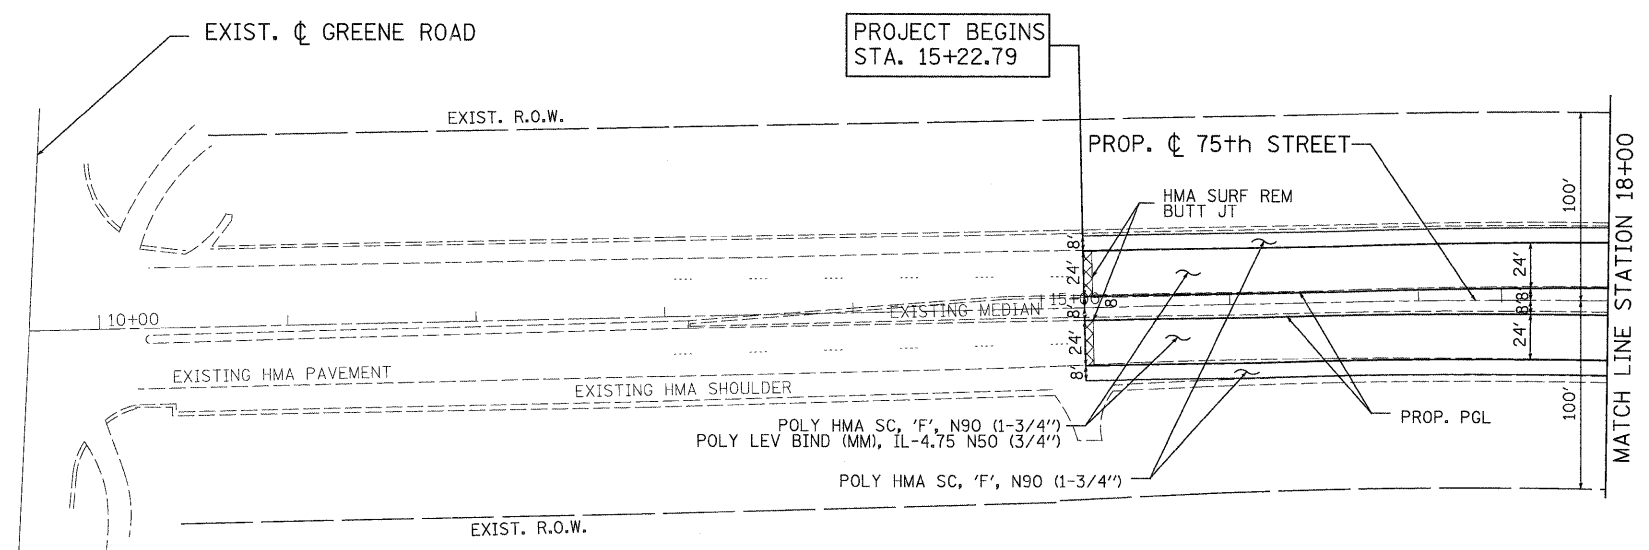 EXIST. ℄ GREENE ROAD
PROJECT BEGINS
STA. 15+22.79
EXIST. R.O.W.
PROP. ℄ 75th STREET
HMA SURF REM
BUTT JT
100'
MATCH LINE STATION 18+00
8'
24'
8'
24'
8'
8
24'
8'
24'
10+00
15+00
EXISTING MEDIAN
EXISTING HMA PAVEMENT
EXISTING HMA SHOULDER
POLY HMA SC, 'F', N90 (1-3/4")
POLY LEV BIND (MM), IL-4.75 N50 (3/4")
PROP. PGL
100'
POLY HMA SC, 'F', N90 (1-3/4")
EXIST. R.O.W.